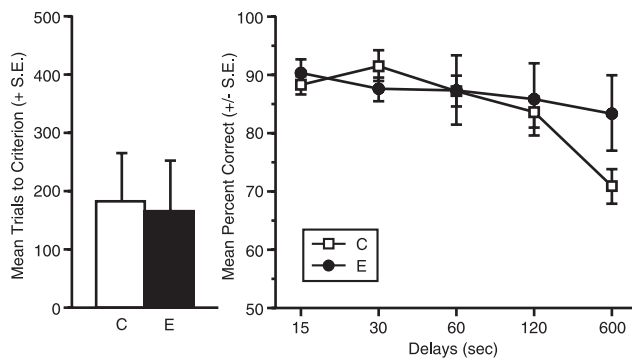 Mean Trials to Criterion (+ S.E.)
500
400
300
200
100
0
C E
Mean Percent Correct (+/- S.E.)
100
90
80
70
60
50
C
E
15 30 60 120 600
Delays (sec)